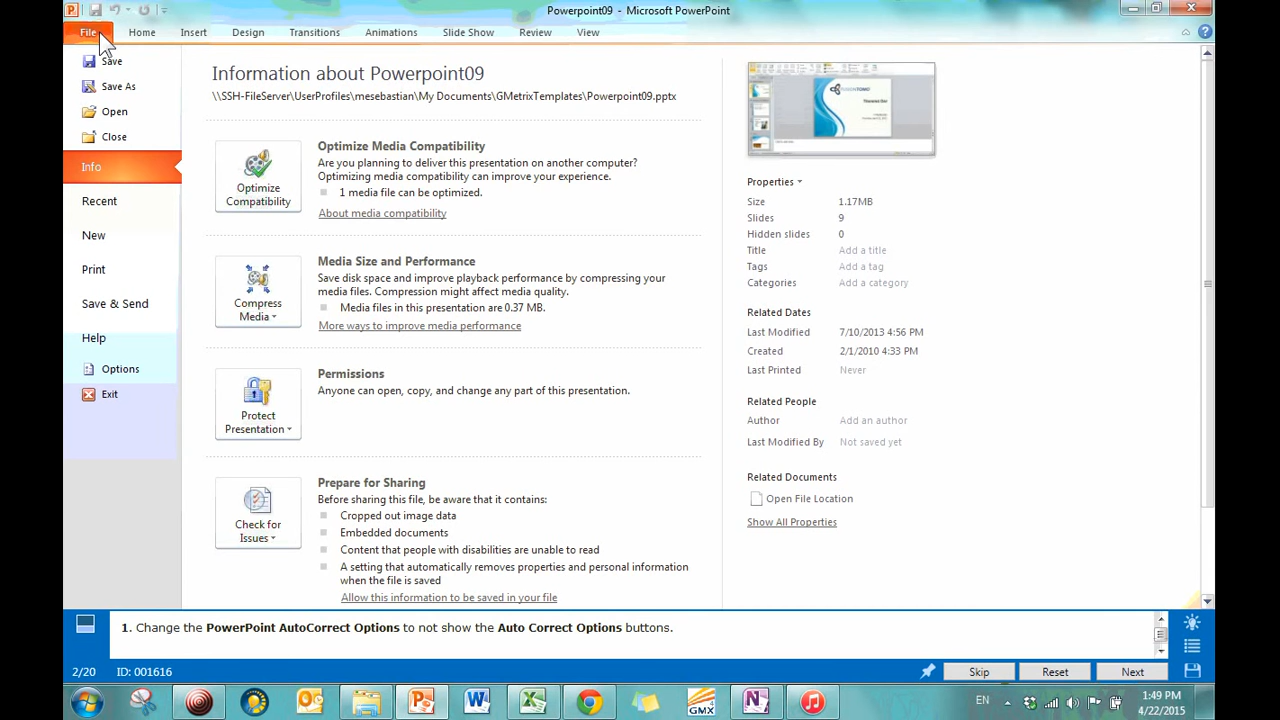 Powerpoint09 - Microsoft PowerPoint
File Home Insert Design Transitions Animations Slide Show Review View
Save
Save As
Open
Close
Info
Recent
New
Print
Save & Send
Help
Options
Exit
Information about Powerpoint09
\\SSH-FileServer\UserProfiles\mesebastian\My Documents\GMetrixTemplates\Powerpoint09.pptx
Optimize Compatibility
Optimize Media Compatibility
Are you planning to deliver this presentation on another computer?
Optimizing media compatibility can improve your experience.
1 media file can be optimized.
About media compatibility
Compress Media
Media Size and Performance
Save disk space and improve playback performance by compressing your
media files. Compression might affect media quality.
Media files in this presentation are 0.37 MB.
More ways to improve media performance
Protect Presentation
Permissions
Anyone can open, copy, and change any part of this presentation.
Check for Issues
Prepare for Sharing
Before sharing this file, be aware that it contains:
Cropped out image data
Embedded documents
Content that people with disabilities are unable to read
A setting that automatically removes properties and personal information
when the file is saved
Allow this information to be saved in your file
Properties
Size 1.17MB
Slides 9
Hidden slides 0
Title Add a title
Tags Add a tag
Categories Add a category
Related Dates
Last Modified 7/10/2013 4:56 PM
Created 2/1/2010 4:33 PM
Last Printed Never
Related People
Author Add an author
Last Modified By Not saved yet
Related Documents
Open File Location
Show All Properties
1. Change the PowerPoint AutoCorrect Options to not show the Auto Correct Options buttons.
2/20 ID: 001616
Skip Reset Next
GMX
EN
1:49 PM
4/22/2015